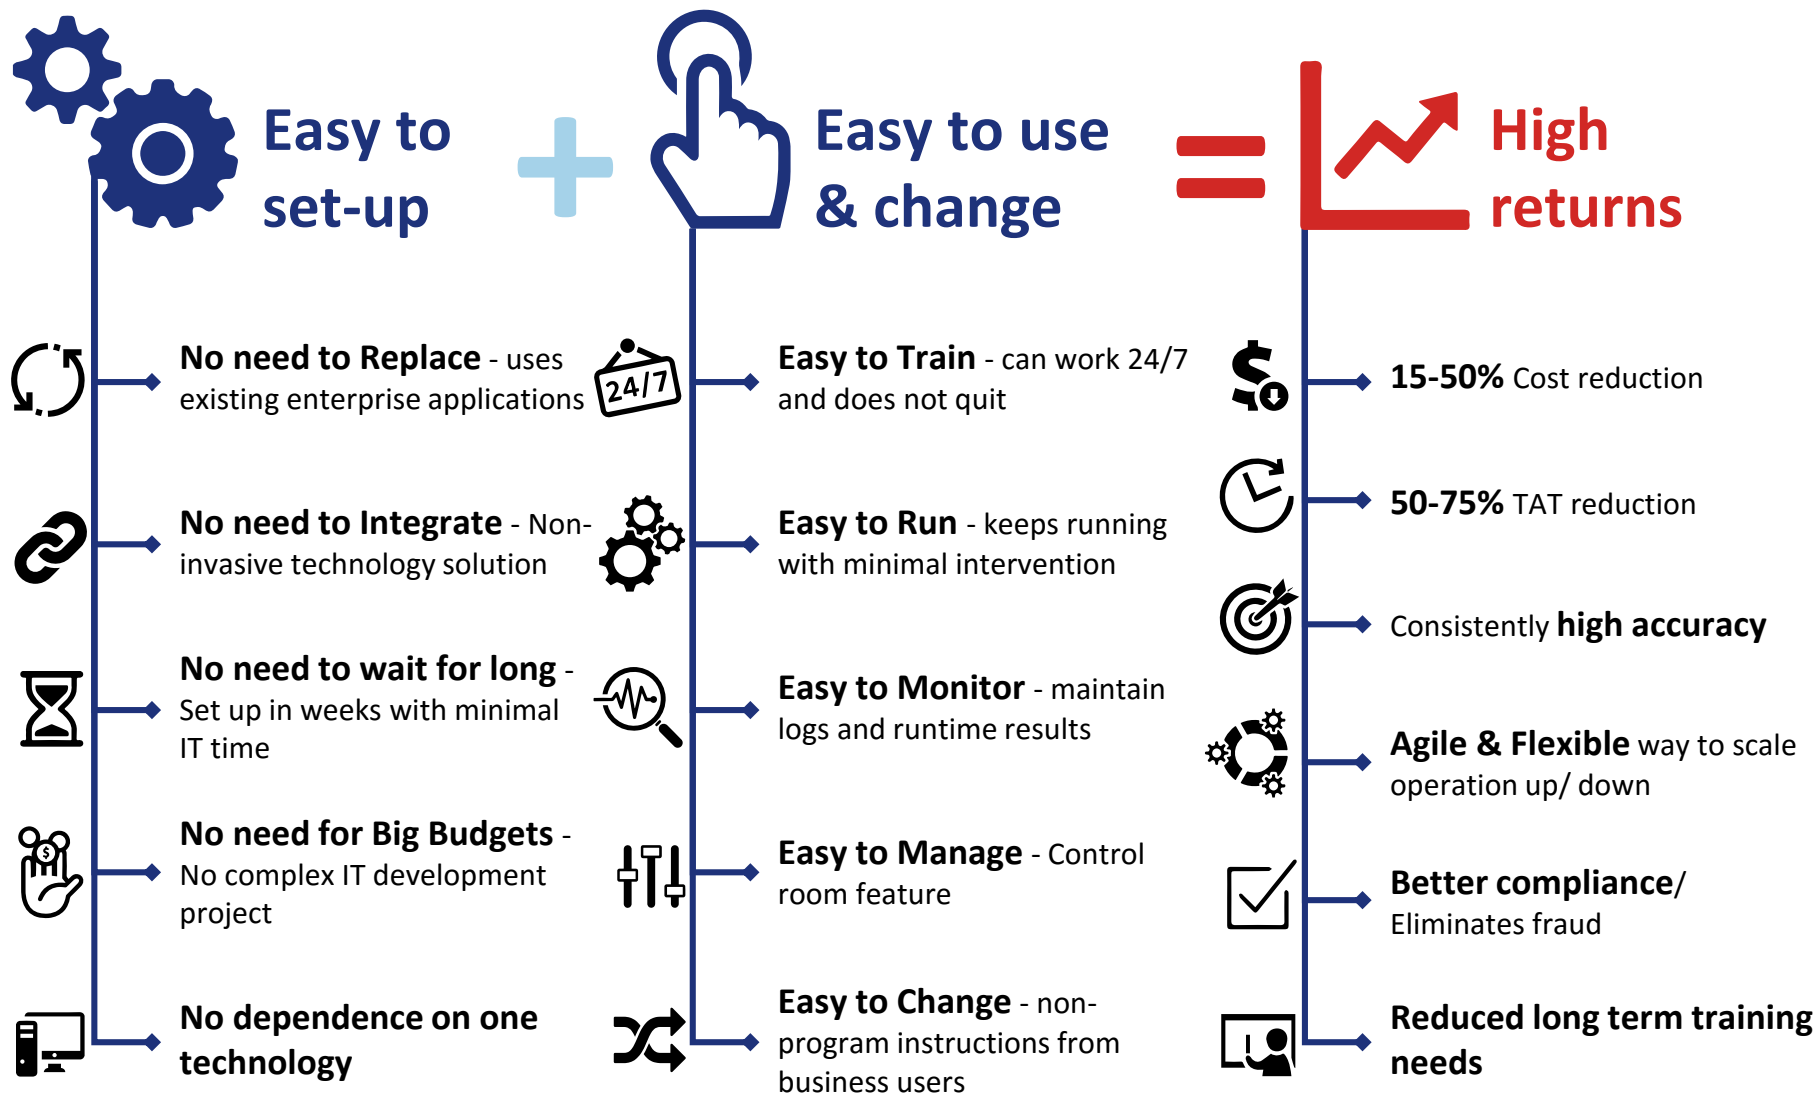 Easy to
set-up
No need to Replace - uses
existing enterprise applications
No need to Integrate - Non-
invasive technology solution
No need to wait for long -
Set up in weeks with minimal
IT time
No need for Big Budgets -
No complex IT development
project
$
No dependence on one
technology
+
Easy to use
& change
24/7
Easy to Train - can work 24/7
and does not quit
Easy to Run - keeps running
with minimal intervention
Easy to Monitor - maintain
logs and runtime results
Easy to Manage - Control
room feature
Easy to Change - non-
program instructions from
business users
=
High
returns
$
15-50% Cost reduction
50-75% TAT reduction
Consistently high accuracy
Agile & Flexible way to scale
operation up/ down
Better compliance/
Eliminates fraud
Reduced long term training
needs